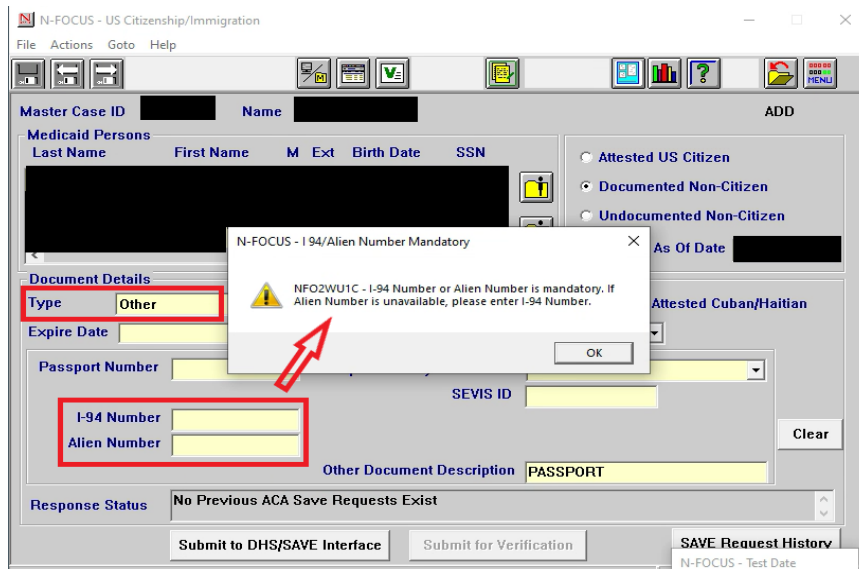 N-FOCUS - US Citizenship/Immigration
File Actions Goto Help
MENU
Master Case ID Name ADD
Medicaid Persons
Last Name First Name M Ext Birth Date SSN
Attested US Citizen
Documented Non-Citizen
Undocumented Non-Citizen
As Of Date
N-FOCUS - I 94/Alien Number Mandatory
NFO2WU1C - I-94 Number or Alien Number is mandatory. If
Alien Number is unavailable, please enter I-94 Number.
OK
Document Details
Type Other
Attested Cuban/Haitian
Expire Date
Passport Number
SEVIS ID
I-94 Number
Alien Number
Clear
Other Document Description PASSPORT
Response Status No Previous ACA Save Requests Exist
Submit to DHS/SAVE Interface Submit for Verification SAVE Request History
N-FOCUS - Test Date